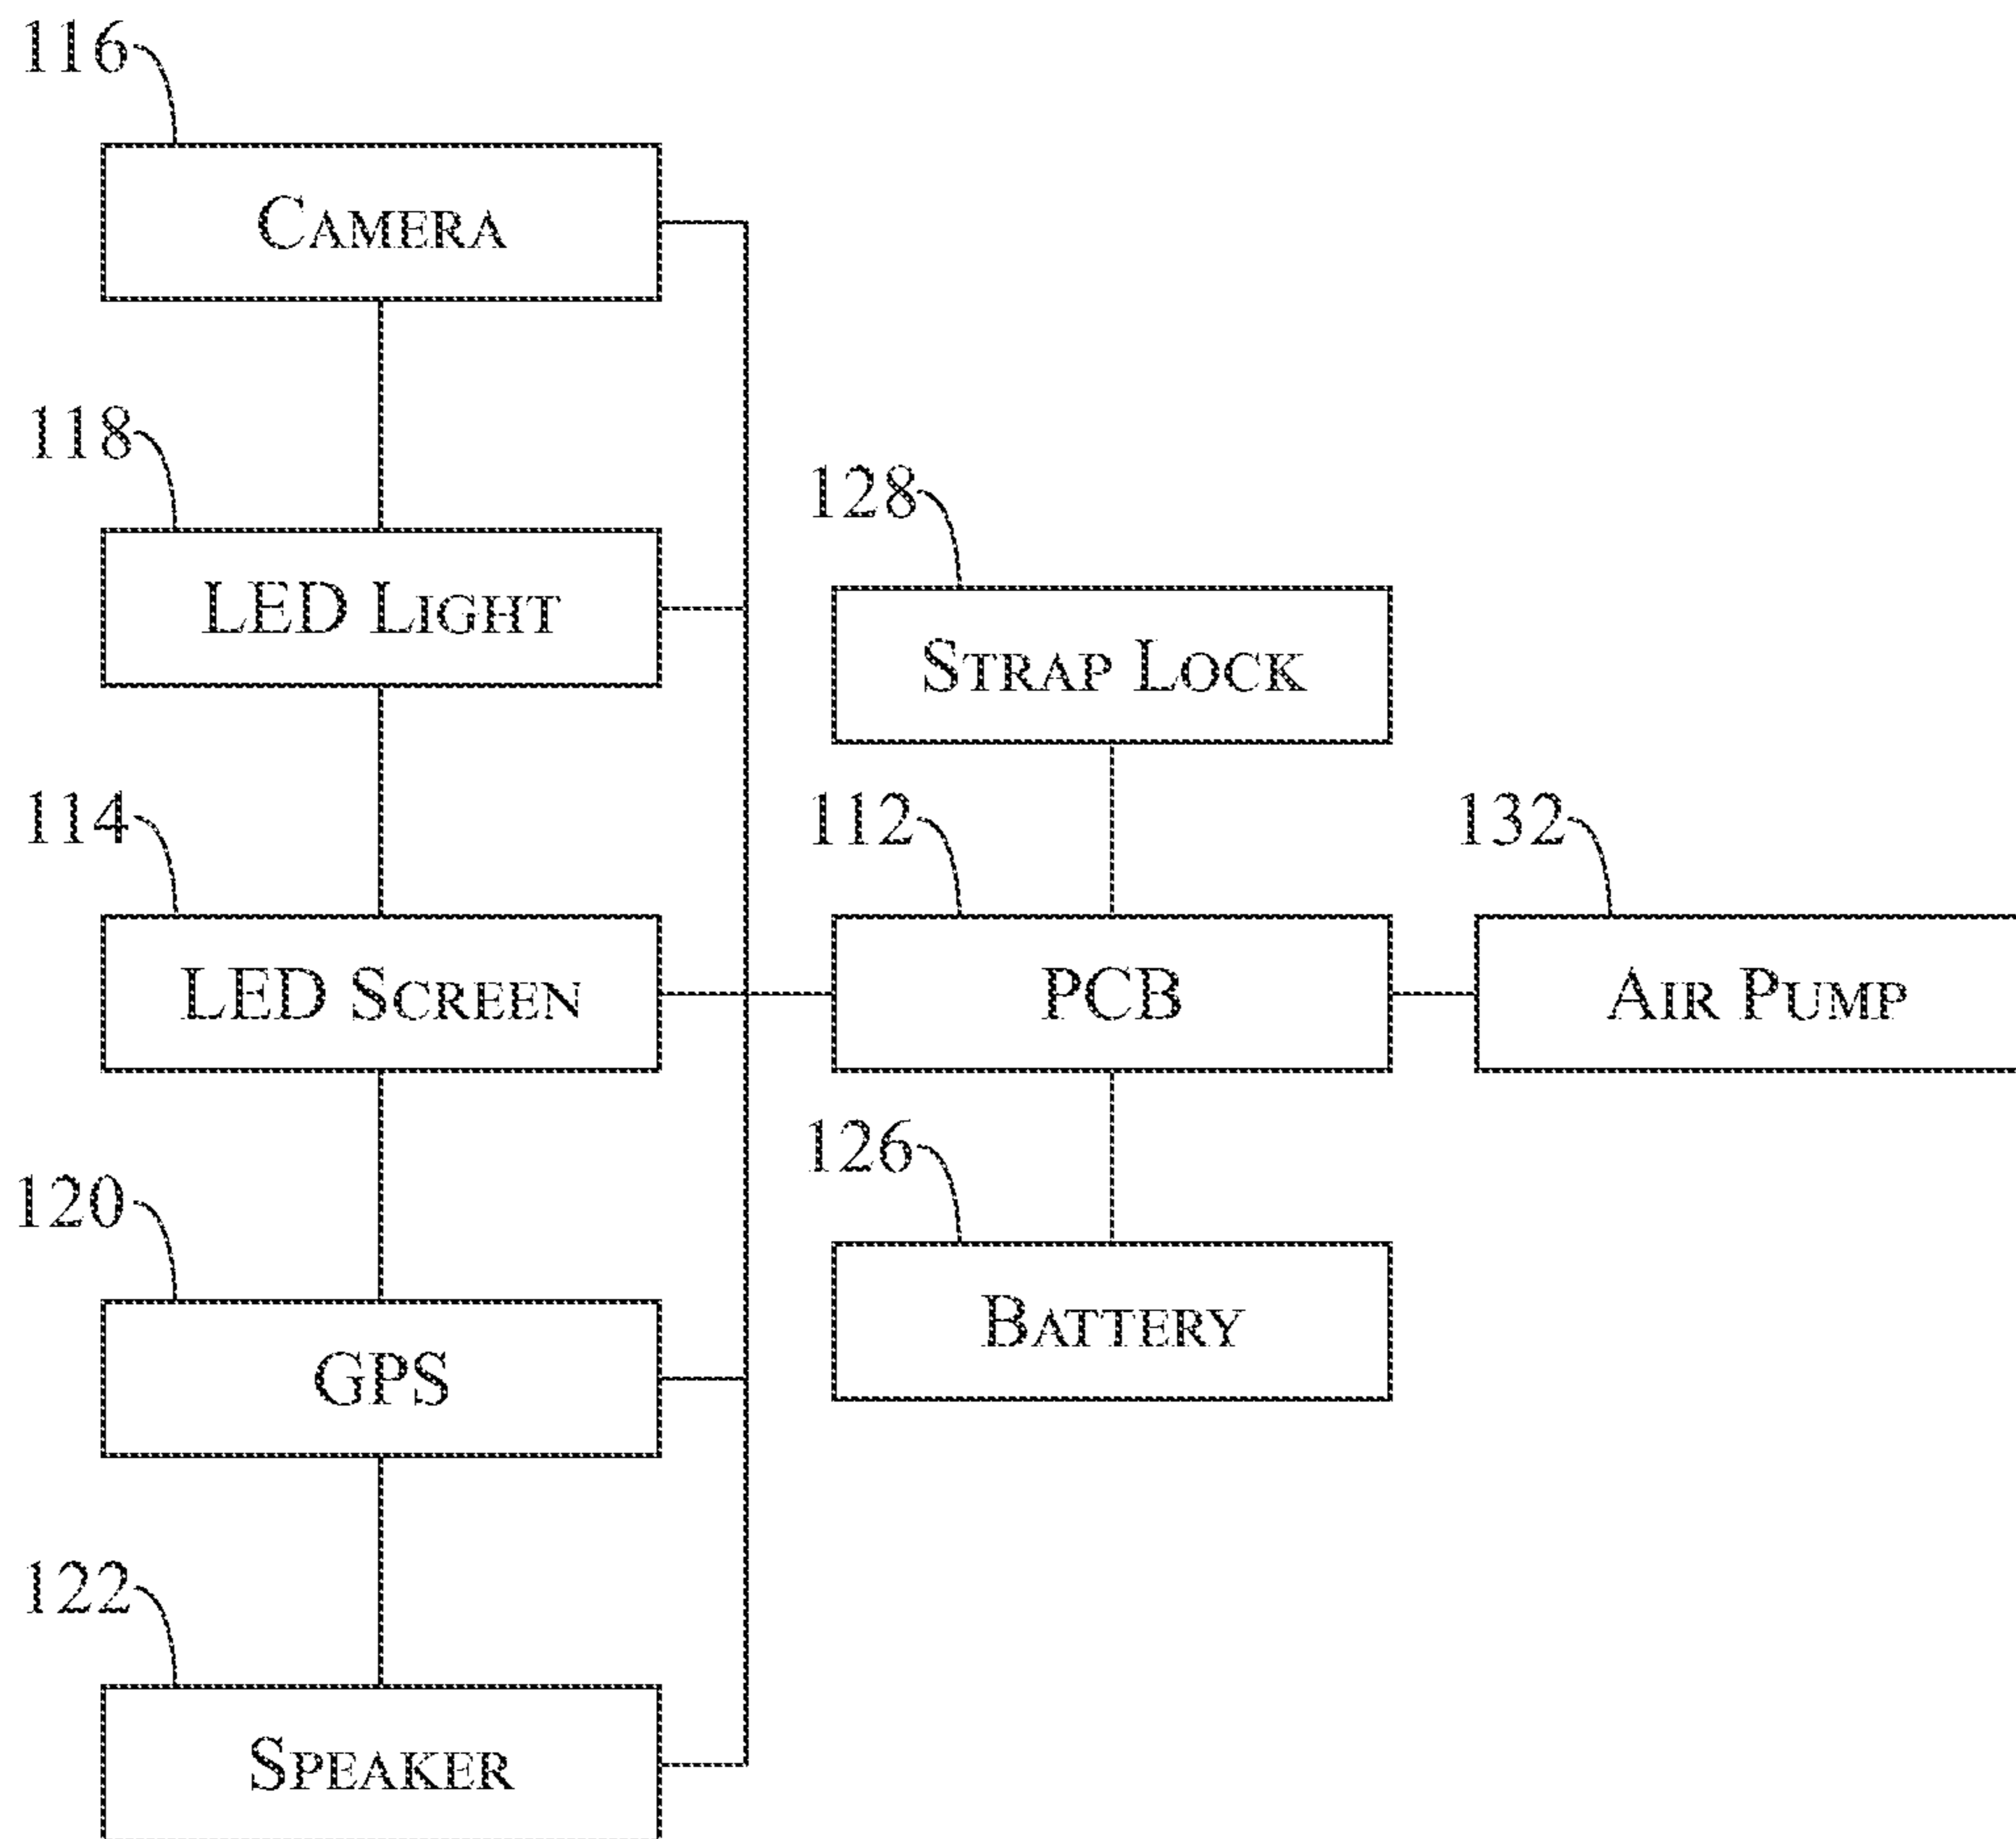 116
CAMERA
118
LED LIGHT
128
STRAP LOCK
114
LED SCREEN
112
PCB
132
AIR PUMP
120
GPS
126
BATTERY
122
SPEAKER